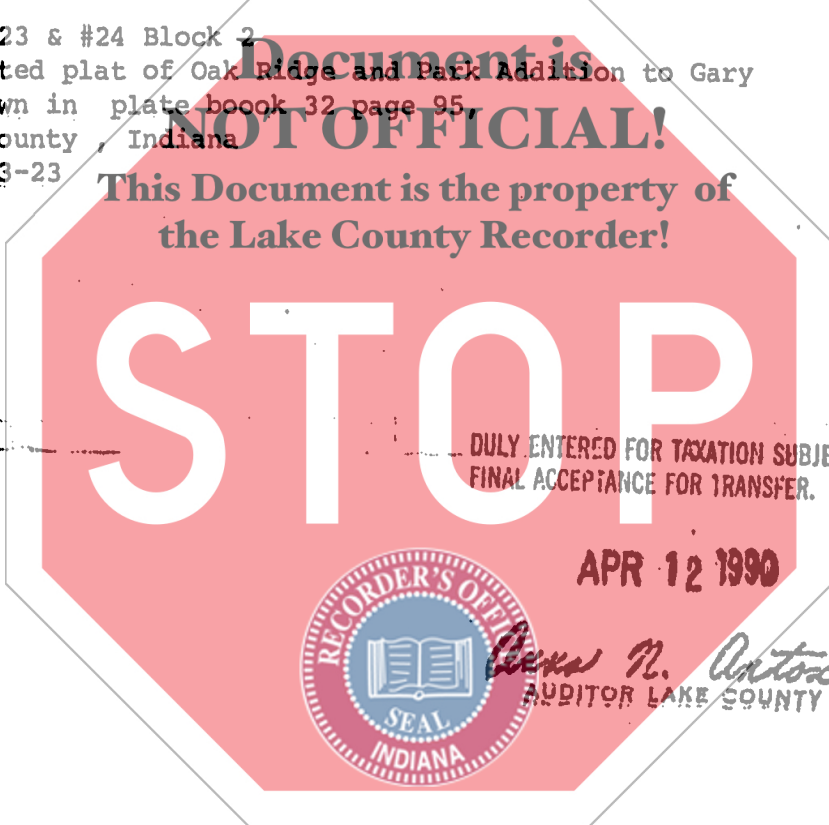 23 & #24 Block 2
ted plat of Oak Ridge and Park Addition to Gary
wn in plate boook 32 page 95,
ounty , Indiana
3-23
Document is
NOT OFFICIAL!
This Document is the property of
the Lake County Recorder!
STOP
DULY ENTERED FOR TAXATION SUBJE
FINAL ACCEPTANCE FOR TRANSFER.
APR 12 1990
N. Anton
AUDITOR LAKE COUNTY
RECORDER'S OFFIC
SEAL
INDIANA